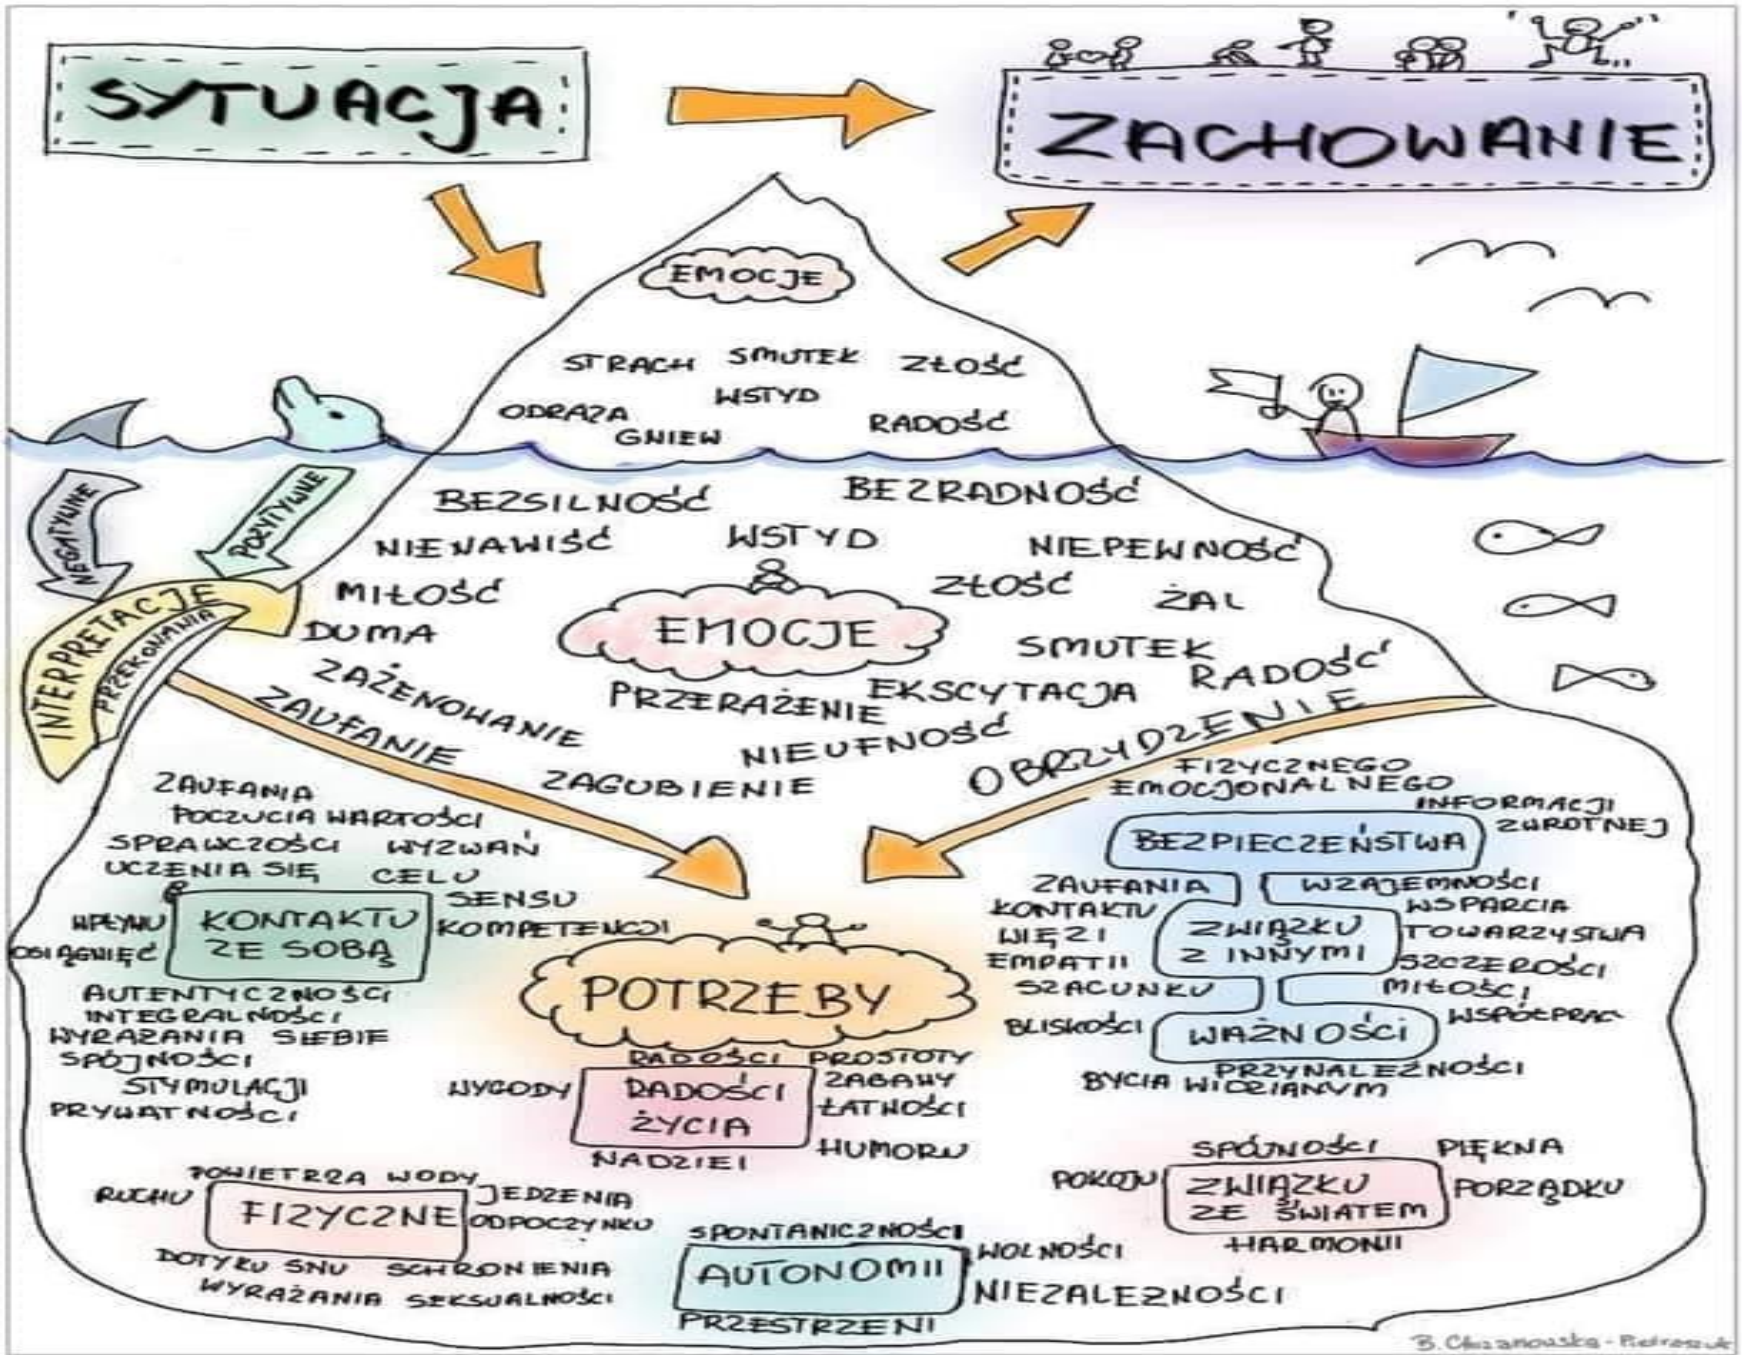 SYTUACJA
ZACHOWANIE
EMOCJE
STRACH SMUTEK ZŁOŚĆ
WSTYD
ODRAZA RADOŚĆ
GNIEW
NEGATYWNE
POZYTYWNE
INTERPRETACJE
PRZEKONANIA
BEZSILNOŚĆ BEZRADNOŚĆ
NIENAWIŚĆ WSTYD NIEPEWNOŚĆ
MIŁOŚĆ ZŁOŚĆ ŻAL
DUMA EMOCJE SMUTEK
ZAŻENOWANIE PRZERAŻENIE EKSCYTACJA RADOŚĆ
ZAUFANIE NIEUFNOŚĆ OBRZYDZENIE
ZAGUBIENIE
ZAUFANIA
POCZUCIA WARTOŚCI
SPRAWCZOŚCI WYZWAŃ
UCZENIA SIĘ CELU
SENSU
WPŁYWU KONTAKTU KOMPETENCJI
OSIĄGNIĘĆ ZE SOBĄ
AUTENTYCZNOŚCI
INTEGRALNOŚCI
WYRAŻANIA SIEBIE
SPÓJNOŚCI
STYMULACJI
PRYWATNOŚCI
POTRZEBY
FIZYCZNEGO
EMOCJONALNEGO
INFORMACJI
ZWROTNEJ
BEZPIECZEŃSTWA
ZAUFANIA WZAJEMNOŚCI
KONTAKTU WSPARCIA
WIĘZI ZWIĄZKU TOWARZYSTWA
EMPATII Z INNYMI SZCZEROŚCI
SZACUNKU MIŁOŚCI
BLISKOŚCI WAŻNOŚCI WSPÓŁPRACY
PRZYNALEŻNOŚCI
BYCIA WIDZIANYM
RADOŚCI PROSTOTY
WYGODY RADOŚCI ZABAWY
ŻYCIA ŁATWOŚCI
NADZIEI HUMORU
POWIETRZA WODY
RUCHU FIZYCZNE JEDZENIA
ODPOCZYNKU
DOTYKU SNU SCHRONIENIA
WYRAŻANIA SEKSUALNOŚCI
SPONTANICZNOŚCI
AUTONOMII WOLNOŚCI
NIEZALEŻNOŚCI
PRZESTRZENI
SPÓJNOŚCI PIĘKNA
POKOJU ZWIĄZKU PORZĄDKU
ZE ŚWIATEM
HARMONII